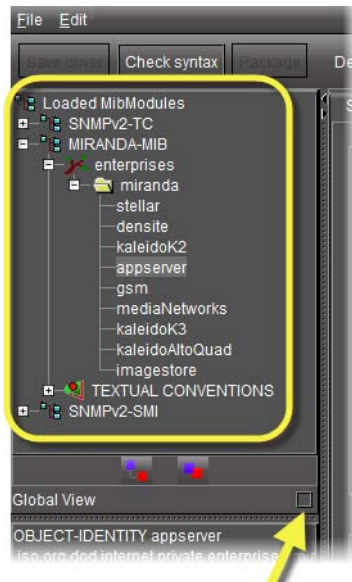 File Edit
Save driver Check syntax Package De
Loaded MibModules
SNMPv2-TC
MIRANDA-MIB
enterprises
miranda
stellar
densite
kaleidoK2
appserver
gsm
mediaNetworks
kaleidoK3
kaleidoAltoQuad
imagestore
TEXTUAL CONVENTIONS
SNMPv2-SMI
Global View
OBJECT-IDENTITY appserver
iso org dod internet private enterprises